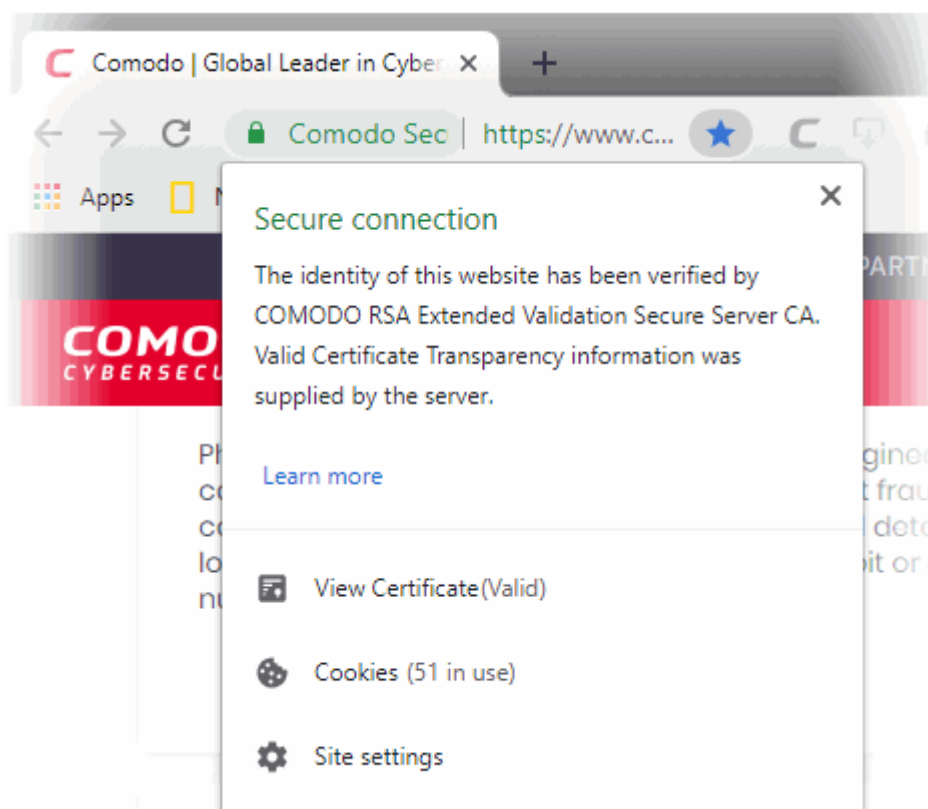 Comodo | Global Leader in Cyber
Comodo Sec
https://www.c...
Apps
Secure connection
The identity of this website has been verified by
COMODO RSA Extended Validation Secure Server CA.
Valid Certificate Transparency information was
supplied by the server.
PARTN
COMO
CYBERSECU
Learn more
View Certificate(Valid)
Cookies (51 in use)
Site settings